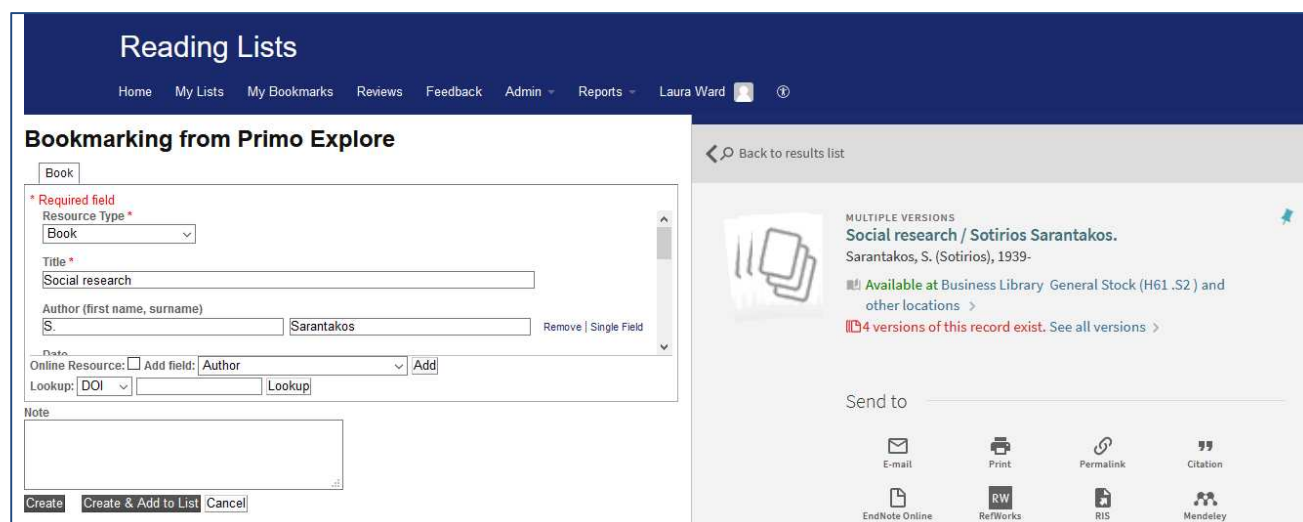 Reading Lists
Home My Lists My Bookmarks Reviews Feedback Admin Reports Laura Ward
Bookmarking from Primo Explore
Book
* Required field
Resource Type *
Book
Title *
Social research
Author (first name, surname)
S. Sarantakos Remove | Single Field
Date
Online Resource: Add field: Author Add
Lookup: DOI Lookup
Note
Create Create & Add to List Cancel
Back to results list
MULTIPLE VERSIONS
Social research / Sotirios Sarantakos.
Sarantakos, S. (Sotirios), 1939-
Available at Business Library General Stock (H61 .S2 ) and
other locations >
4 versions of this record exist. See all versions >
Send to
E-mail Print Permalink Citation
RW
EndNote Online RefWorks RIS Mendeley